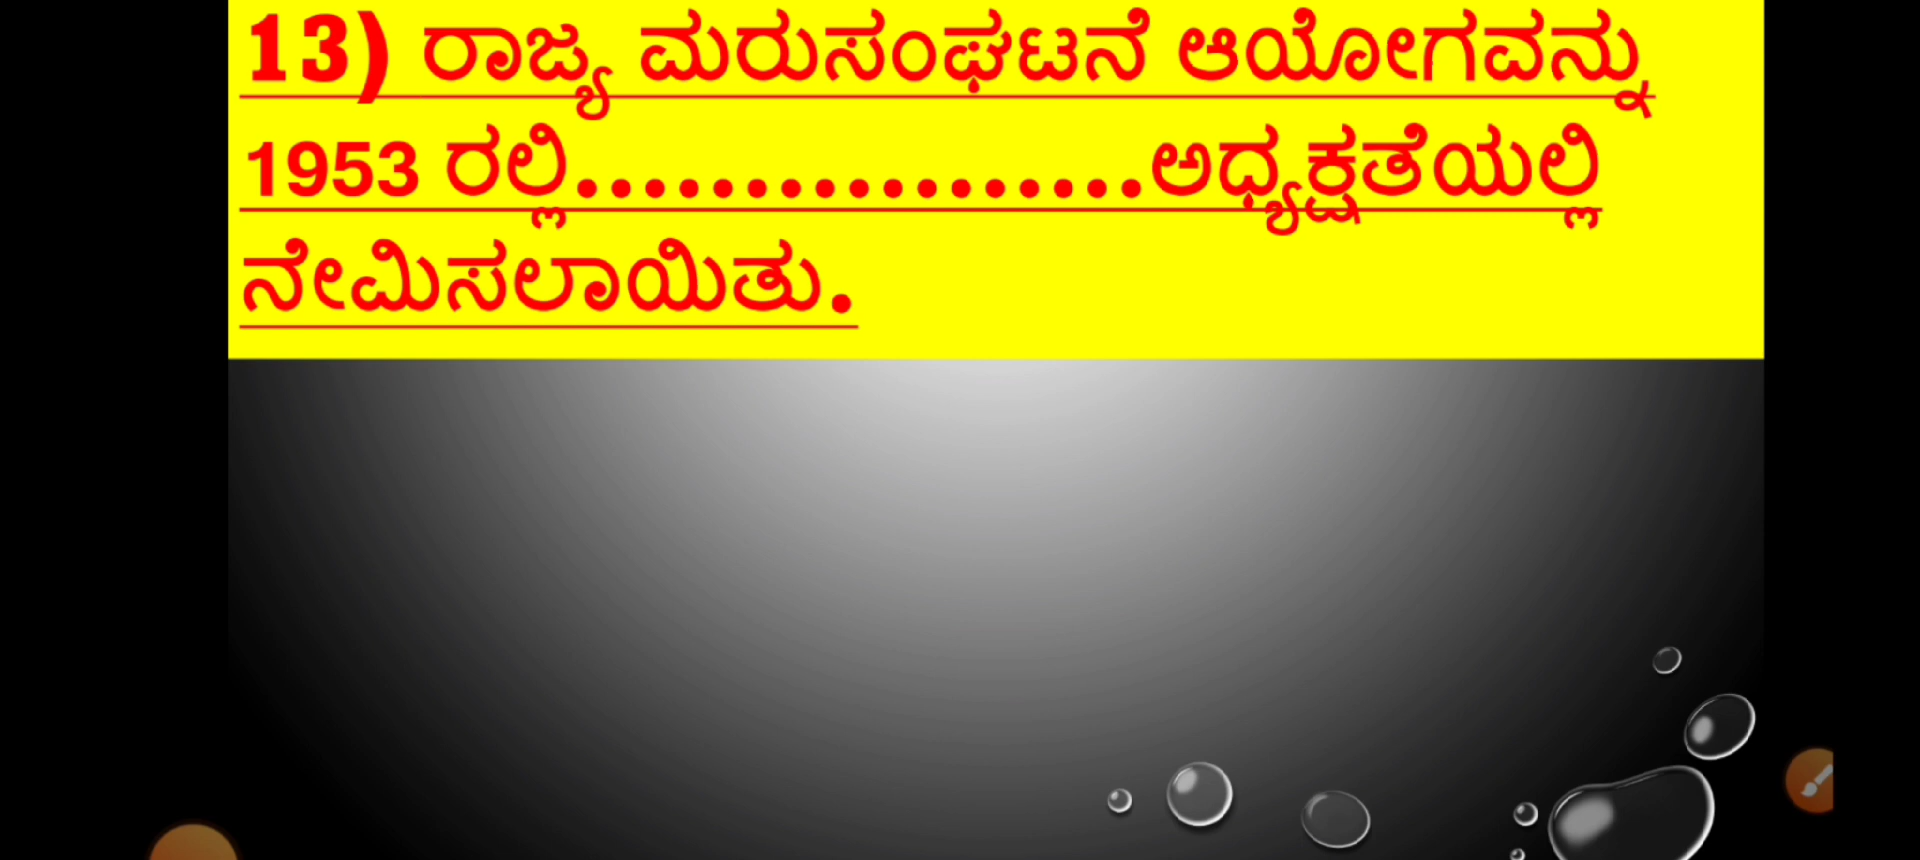 13) ರಾಜ್ಯ ಮರುಸಂಘಟನೆ ಆಯೋಗವನ್ನು
1953 ರಲ್ಲಿ.................ಅಧ್ಯಕ್ಷತೆಯಲ್ಲಿ
ನೇಮಿಸಲಾಯಿತು.